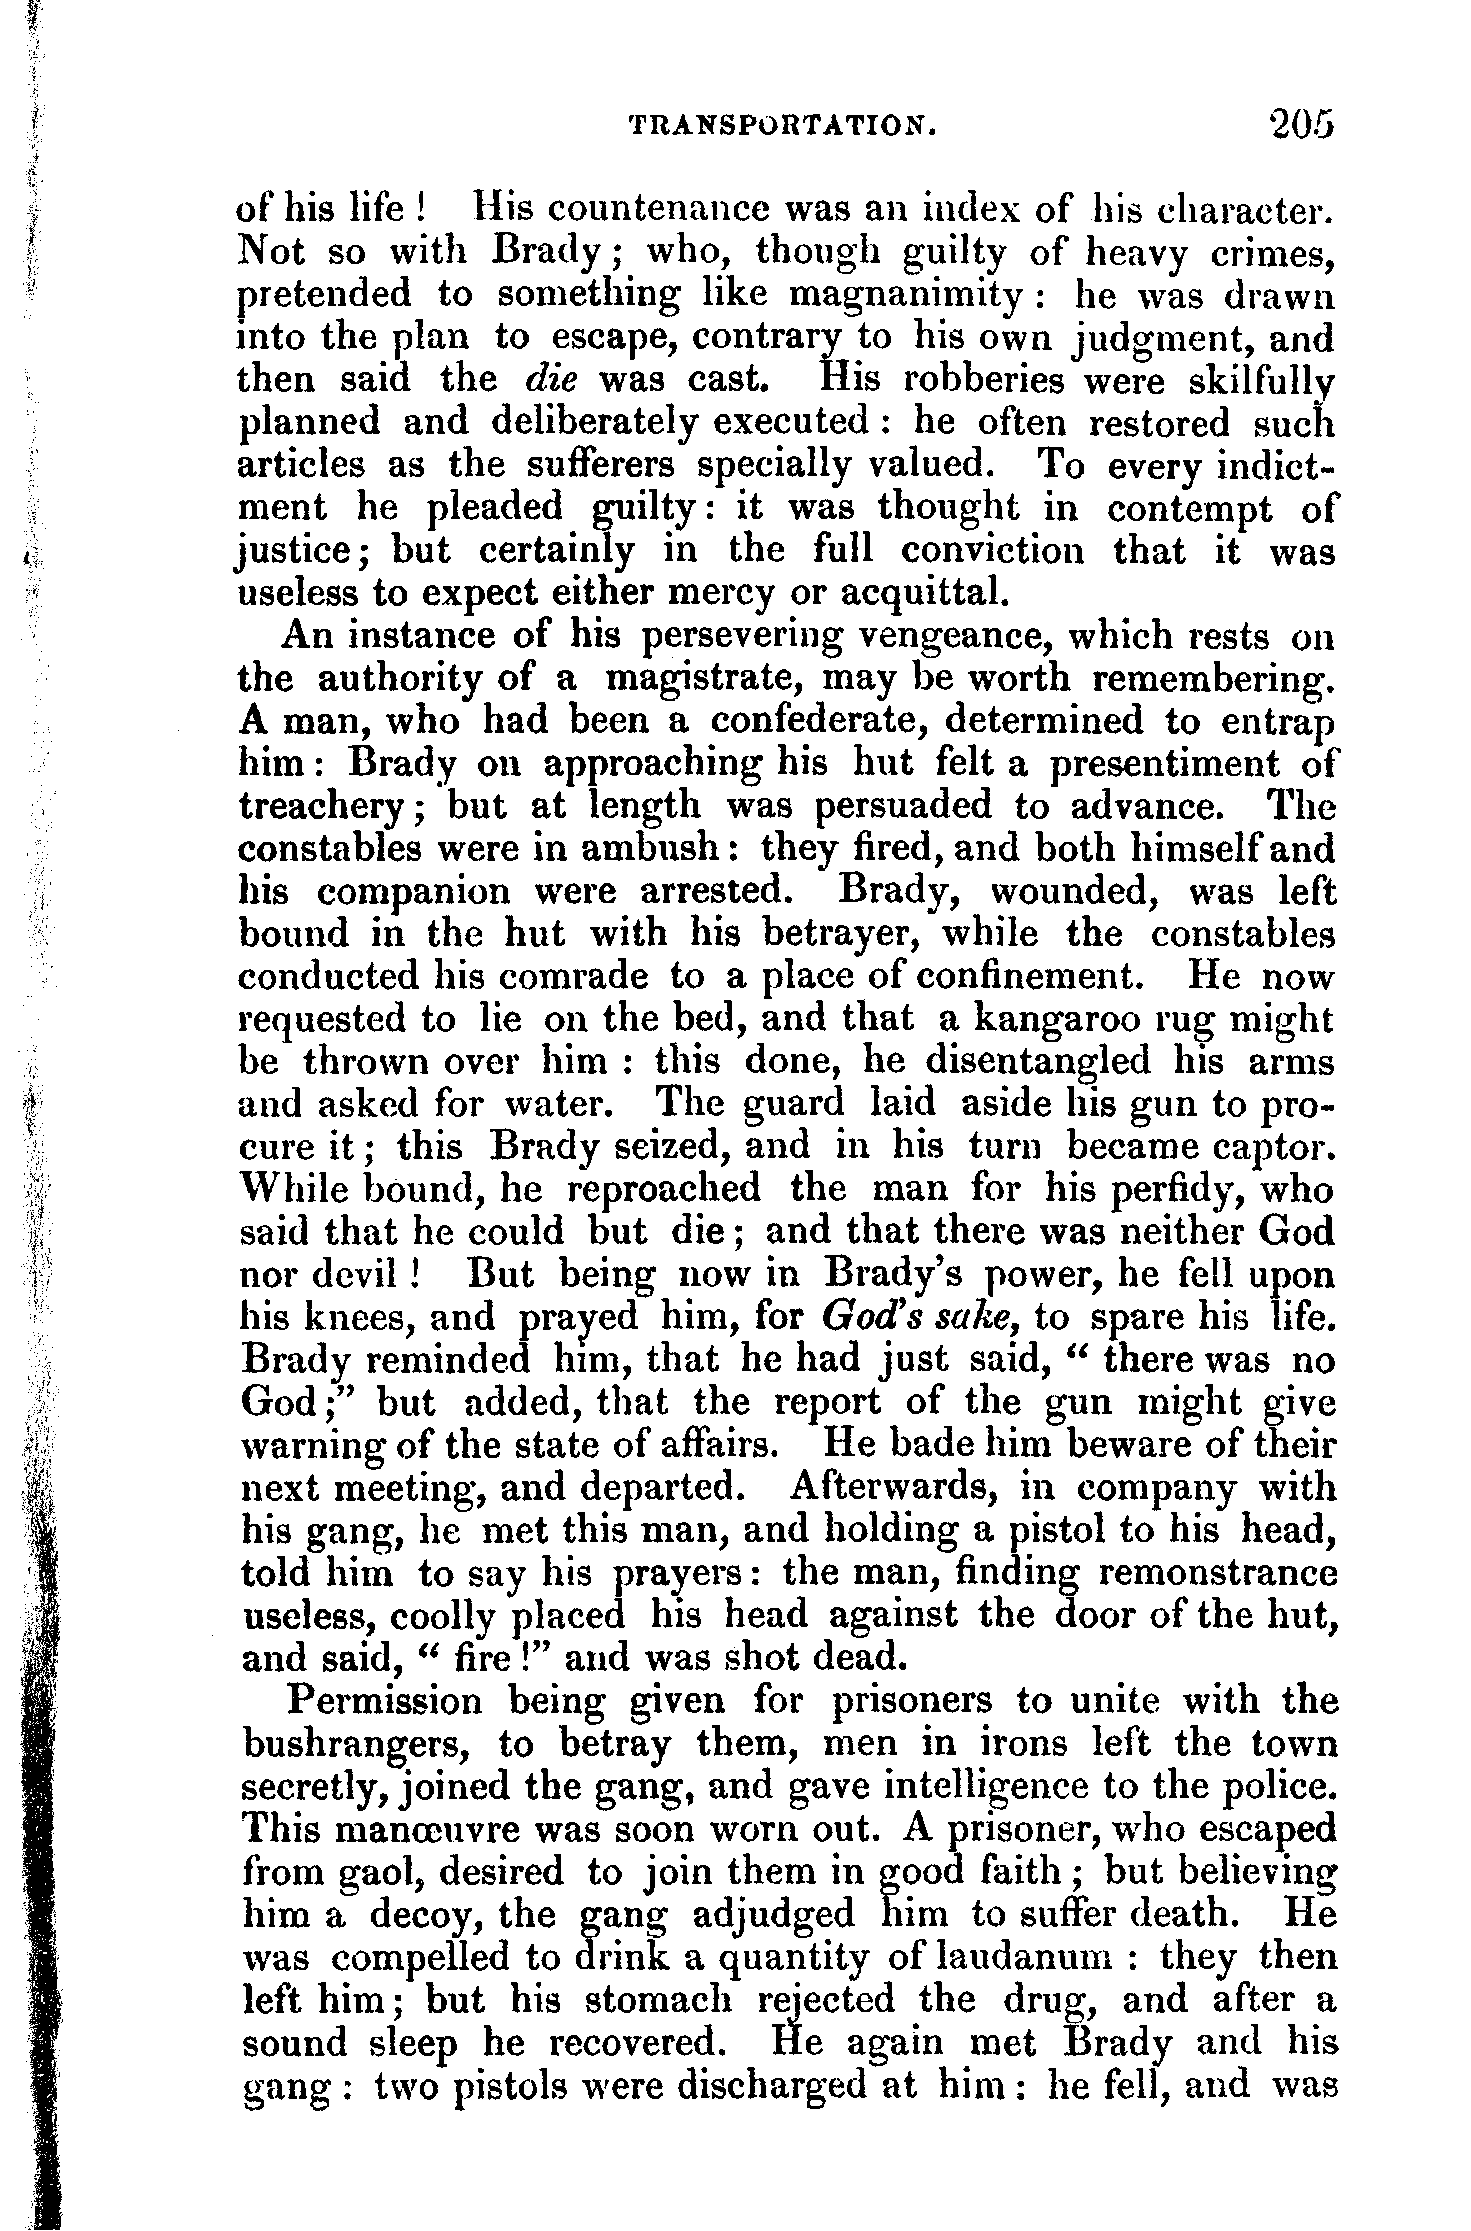 TRANSPORTATION. 205
of his life ! His countenance was an index of his character.
Not so with Brady ; who, though guilty of heavy crimes,
pretended to something like magnanimity : he was drawn
into the plan to escape, contrary to his own judgment, and
then said the die was cast. His robberies were skilfully
planned and deliberately executed : he often restored such
articles as the sufferers specially valued. To every indict-
ment he pleaded guilty : it was thought in contempt of
justice ; but certainly in the full conviction that it was
useless to expect either mercy or acquittal.
An instance of his persevering vengeance, which rests on
the authority of a magistrate, may be worth remembering.
A man, who had been a confederate, determined to entrap
him : Brady on approaching his hut felt a presentiment of
treachery ; but at length was persuaded to advance. The
constables were in ambush : they fired, and both himself and
his companion were arrested. Brady, wounded, was left
bound in the hut with his betrayer, while the constables
conducted his comrade to a place of confinement. He now
requested to lie on the bed, and that a kangaroo rug might
be thrown over him : this done, he disentangled his arms
and asked for water. The guard laid aside his gun to pro-
cure it ; this Brady seized, and in his turn became captor.
While bound, he reproached the man for his perfidy, who
said that he could but die ; and that there was neither God
nor devil ! But being now in Brady's power, he fell upon
his knees, and prayed him, for God's sake, to spare his life.
Brady reminded him, that he had just said, “ there was no
God ;” but added, that the report of the gun might give
warning of the state of affairs. He bade him beware of their
next meeting, and departed. Afterwards, in company with
his gang, he met this man, and holding a pistol to his head,
told him to say his prayers : the man, finding remonstrance
useless, coolly placed his head against the door of the hut,
and said, “ fire !” and was shot dead.
Permission being given for prisoners to unite with the
bushrangers, to betray them, men in irons left the town
secretly, joined the gang, and gave intelligence to the police.
This manœuvre was soon worn out. A prisoner, who escaped
from gaol, desired to join them in good faith ; but believing
him a decoy, the gang adjudged him to suffer death. He
was compelled to drink a quantity of laudanum : they then
left him ; but his stomach rejected the drug, and after a
sound sleep he recovered. He again met Brady and his
gang : two pistols were discharged at him : he fell, and was